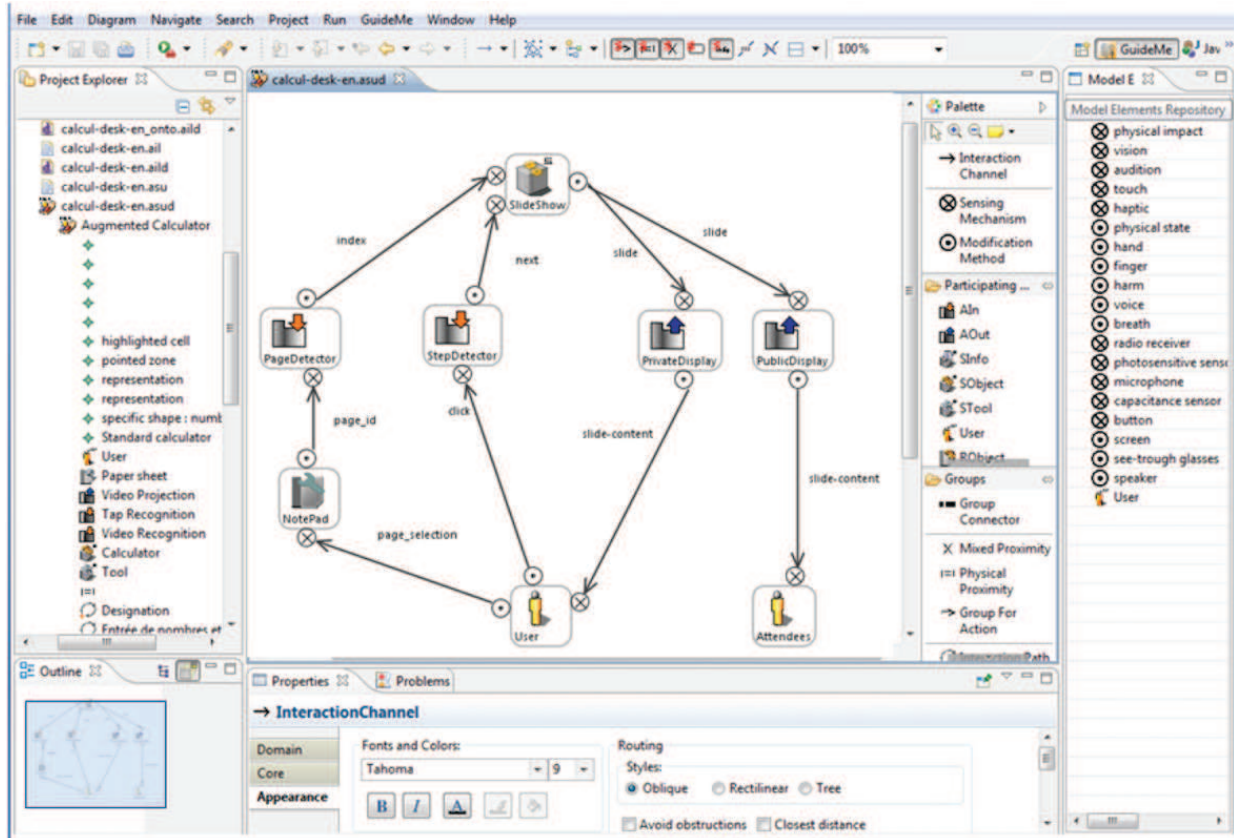 File Edit Diagram Navigate Search Project Run GuideMe Window Help
100%
GuideMe Jav
Project Explorer
calcul-desk-en_onto.aild
calcul-desk-en.ail
calcul-desk-en.aild
calcul-desk-en.asu
calcul-desk-en.asud
Augmented Calculator
highlighted cell
pointed zone
representation
representation
specific shape : numb
Standard calculator
User
Paper sheet
Video Projection
Tap Recognition
Video Recognition
Calculator
Tool
Designation
Entrée de nombres et
Outline
calcul-desk-en.asud
SlideShow
index
next
slide
slide
PageDetector
StepDetector
PrivateDisplay
PublicDisplay
page_id
click
slide-content
slide-content
NotePad
page_selection
User
Attendees
Palette
Interaction
Channel
Sensing
Mechanism
Modification
Method
Participating ...
AIn
AOut
SInfo
SObject
STool
User
RObject
Groups
Group
Connector
Mixed Proximity
Physical
Proximity
Group For
Action
Interaction Path
Model E
Model Elements Repository
physical impact
vision
audition
touch
haptic
physical state
hand
finger
harm
voice
breath
radio receiver
photosensitive senso
microphone
capacitance sensor
button
screen
see-trough glasses
speaker
User
Properties Problems
InteractionChannel
Domain
Core
Appearance
Fonts and Colors:
Tahoma 9
B I A
Routing
Styles:
Oblique Rectilinear Tree
Avoid obstructions Closest distance